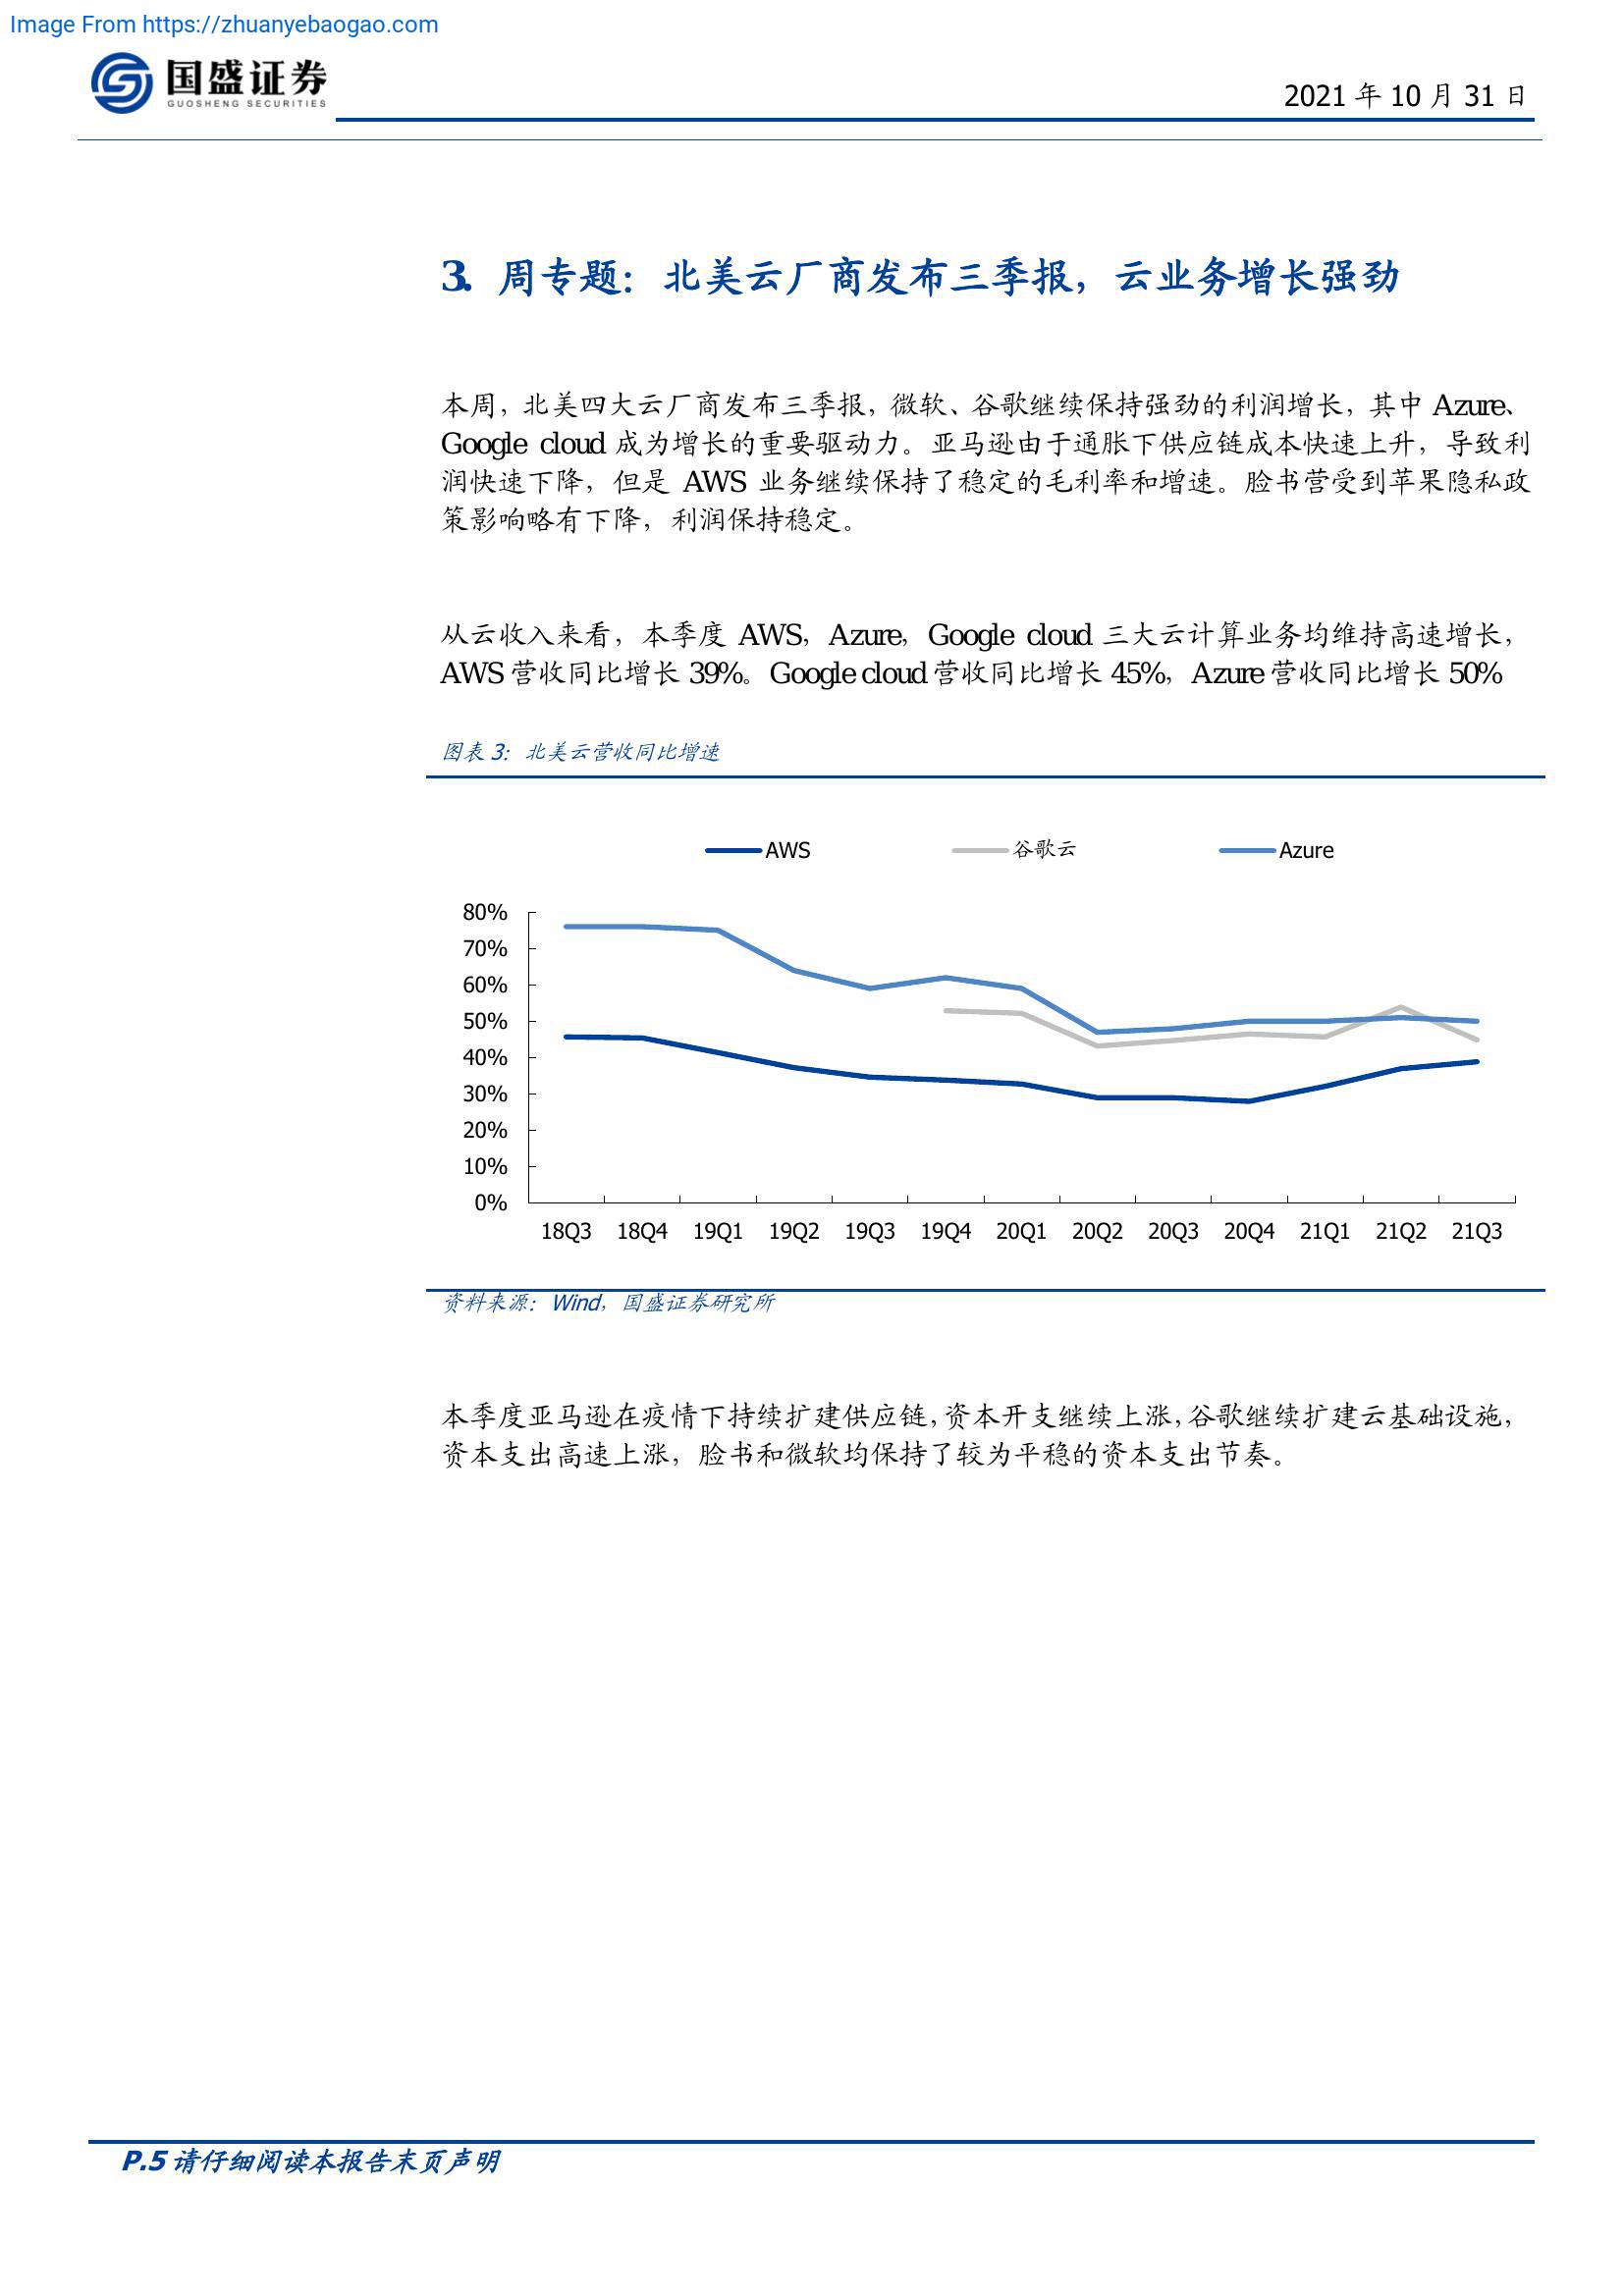 Image From https://zhuanyebaogao.com
国盛证券
GUOSHENG SECURITIES
2021 年 10 月 31 日
3. 周专题：北美云厂商发布三季报，云业务增长强劲
本周，北美四大云厂商发布三季报，微软、谷歌继续保持强劲的利润增长，其中 Azure、
Google cloud 成为增长的重要驱动力。亚马逊由于通胀下供应链成本快速上升，导致利
润快速下降，但是 AWS 业务继续保持了稳定的毛利率和增速。脸书营受到苹果隐私政
策影响略有下降，利润保持稳定。
从云收入来看，本季度 AWS，Azure，Google cloud 三大云计算业务均维持高速增长，
AWS 营收同比增长 39%。Google cloud 营收同比增长 45%，Azure 营收同比增长 50%
图表 3：北美云营收同比增速
AWS 谷歌云 Azure
80%
70%
60%
50%
40%
30%
20%
10%
0%
18Q3 18Q4 19Q1 19Q2 19Q3 19Q4 20Q1 20Q2 20Q3 20Q4 21Q1 21Q2 21Q3
资料来源：Wind，国盛证券研究所
本季度亚马逊在疫情下持续扩建供应链，资本开支继续上涨，谷歌继续扩建云基础设施，
资本支出高速上涨，脸书和微软均保持了较为平稳的资本支出节奏。
P.5 请仔细阅读本报告末页声明